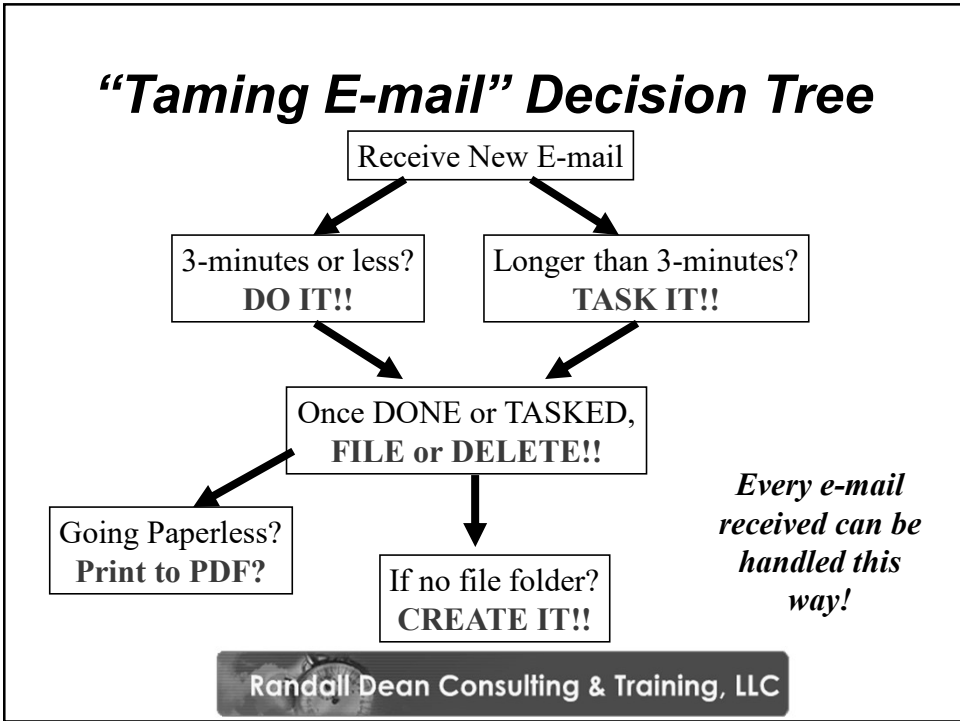 “Taming E-mail” Decision Tree
Receive New E-mail
3-minutes or less?
DO IT!!
Longer than 3-minutes?
TASK IT!!
Once DONE or TASKED,
FILE or DELETE!!
Going Paperless?
Print to PDF?
If no file folder?
CREATE IT!!
Every e-mail
received can be
handled this
way!
Randall Dean Consulting & Training, LLC